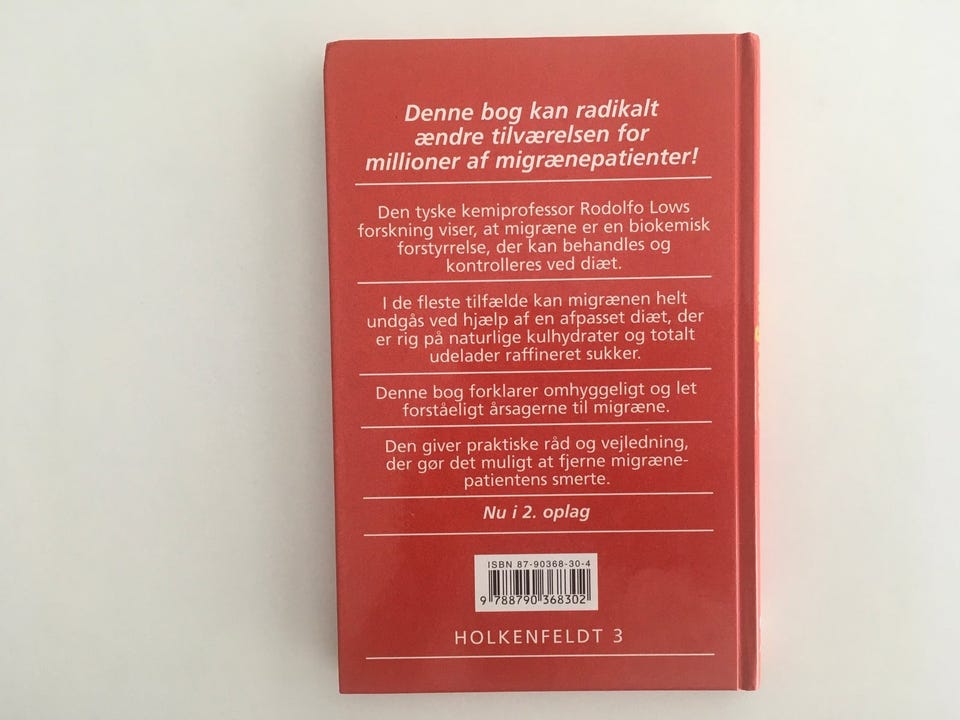 Denne bog kan radikalt
ændre tilværelsen for
millioner af migrænepatienter!
Den tyske kemiprofessor Rodolfo Lows
forskning viser, at migræne er en biokemisk
forstyrrelse, der kan behandles og
kontrolleres ved diæt.
I de fleste tilfælde kan migrænen helt
undgås ved hjælp af en afpasset diæt, der
er rig på naturlige kulhydrater og totalt
udelader raffineret sukker.
Denne bog forklarer omhyggeligt og let
forståeligt årsagerne til migræne.
Den giver praktiske råd og vejledning,
der gør det muligt at fjerne migræne-
patientens smerte.
Nu i 2. oplag
ISBN 87-90368-30-4
9 788790 368302
HOLKENFELDT 3